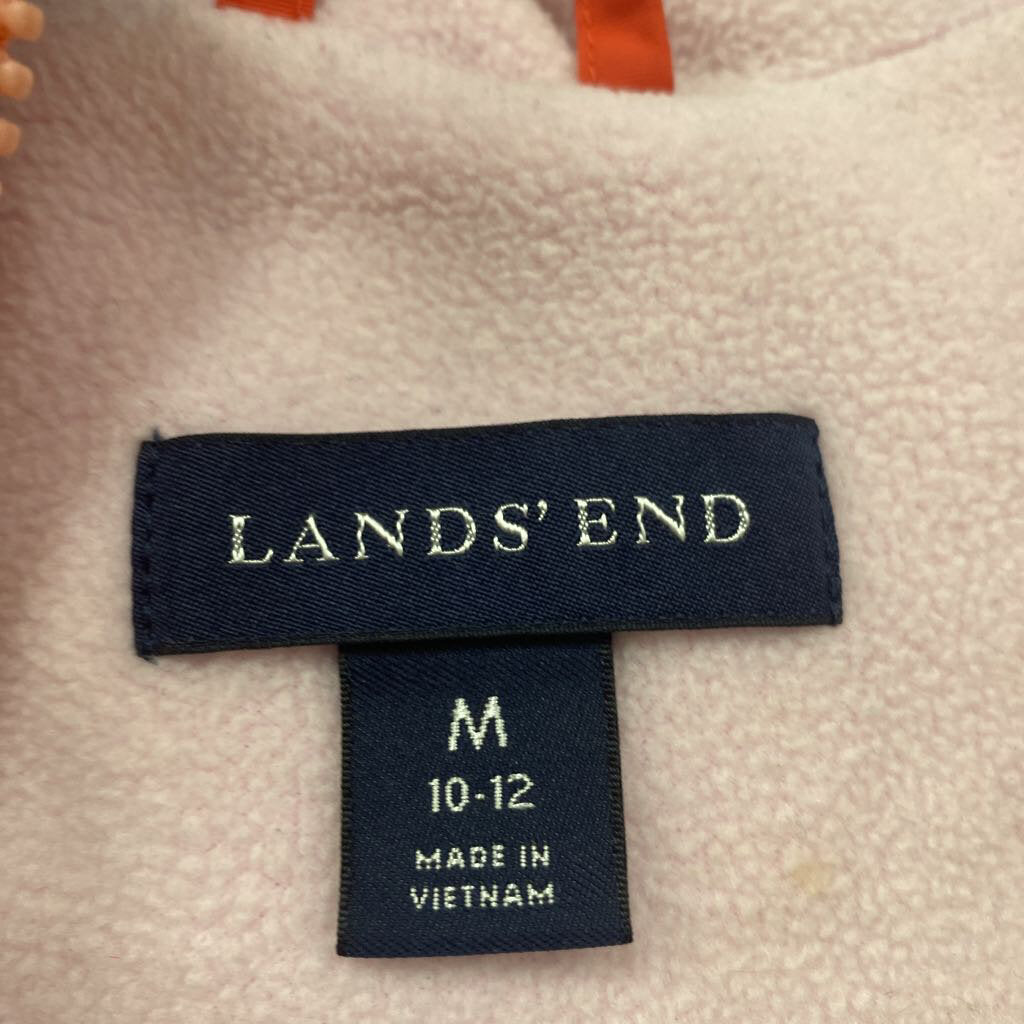 LANDS' END
M
10-12
MADE IN
VIETNAM